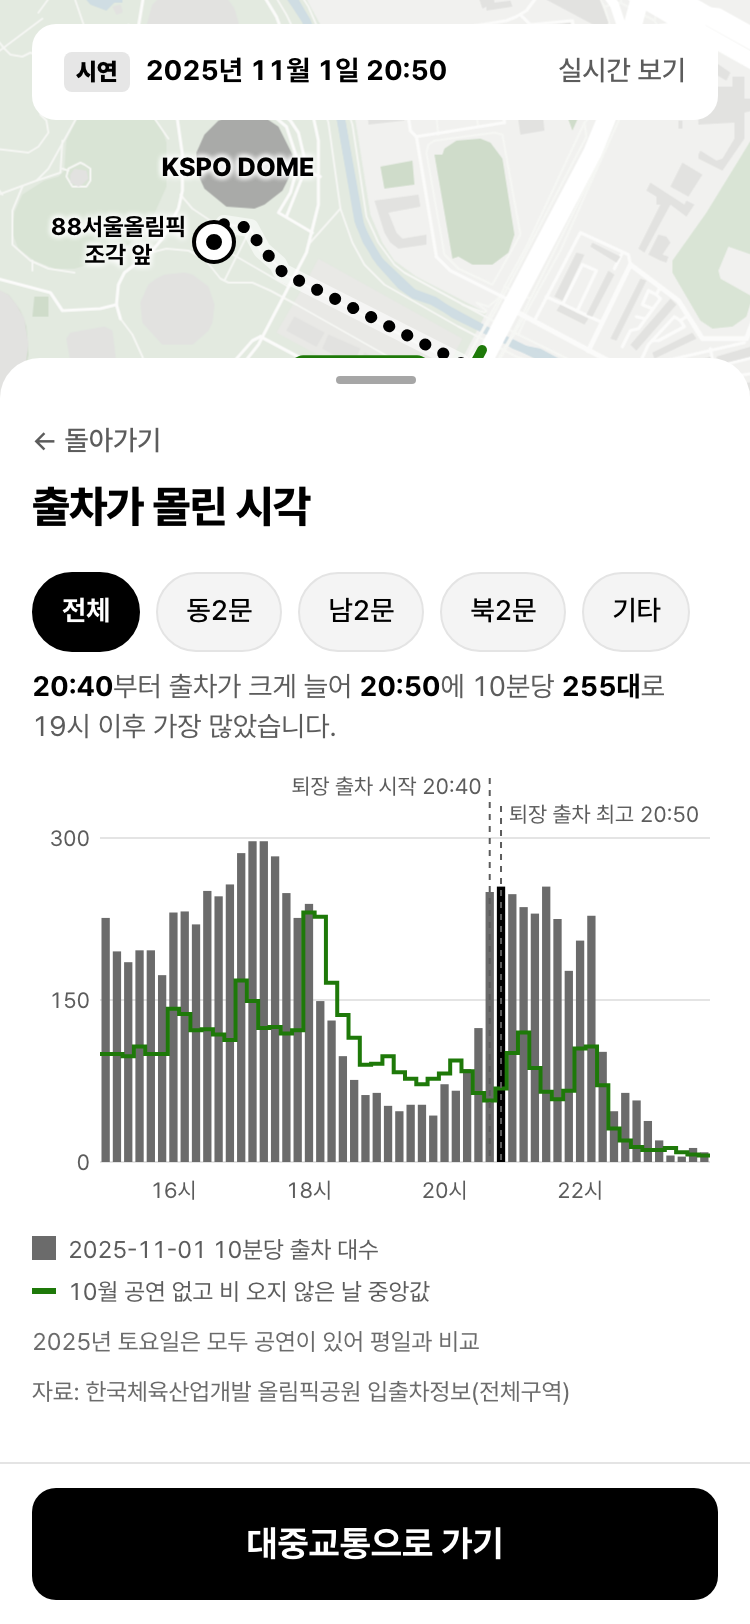 시연 2025년 11월 1일 20:50 실시간 보기
KSPO DOME
88서울올림픽
조각 앞
← 돌아가기
출차가 몰린 시각
전체 동2문 남2문 북2문 기타
20:40부터 출차가 크게 늘어 20:50에 10분당 255대로
19시 이후 가장 많았습니다.
퇴장 출차 시작 20:40
퇴장 출차 최고 20:50
300
150
0
16시 18시 20시 22시
2025-11-01 10분당 출차 대수
10월 공연 없고 비 오지 않은 날 중앙값
2025년 토요일은 모두 공연이 있어 평일과 비교
자료: 한국체육산업개발 올림픽공원 입출차정보(전체구역)
대중교통으로 가기